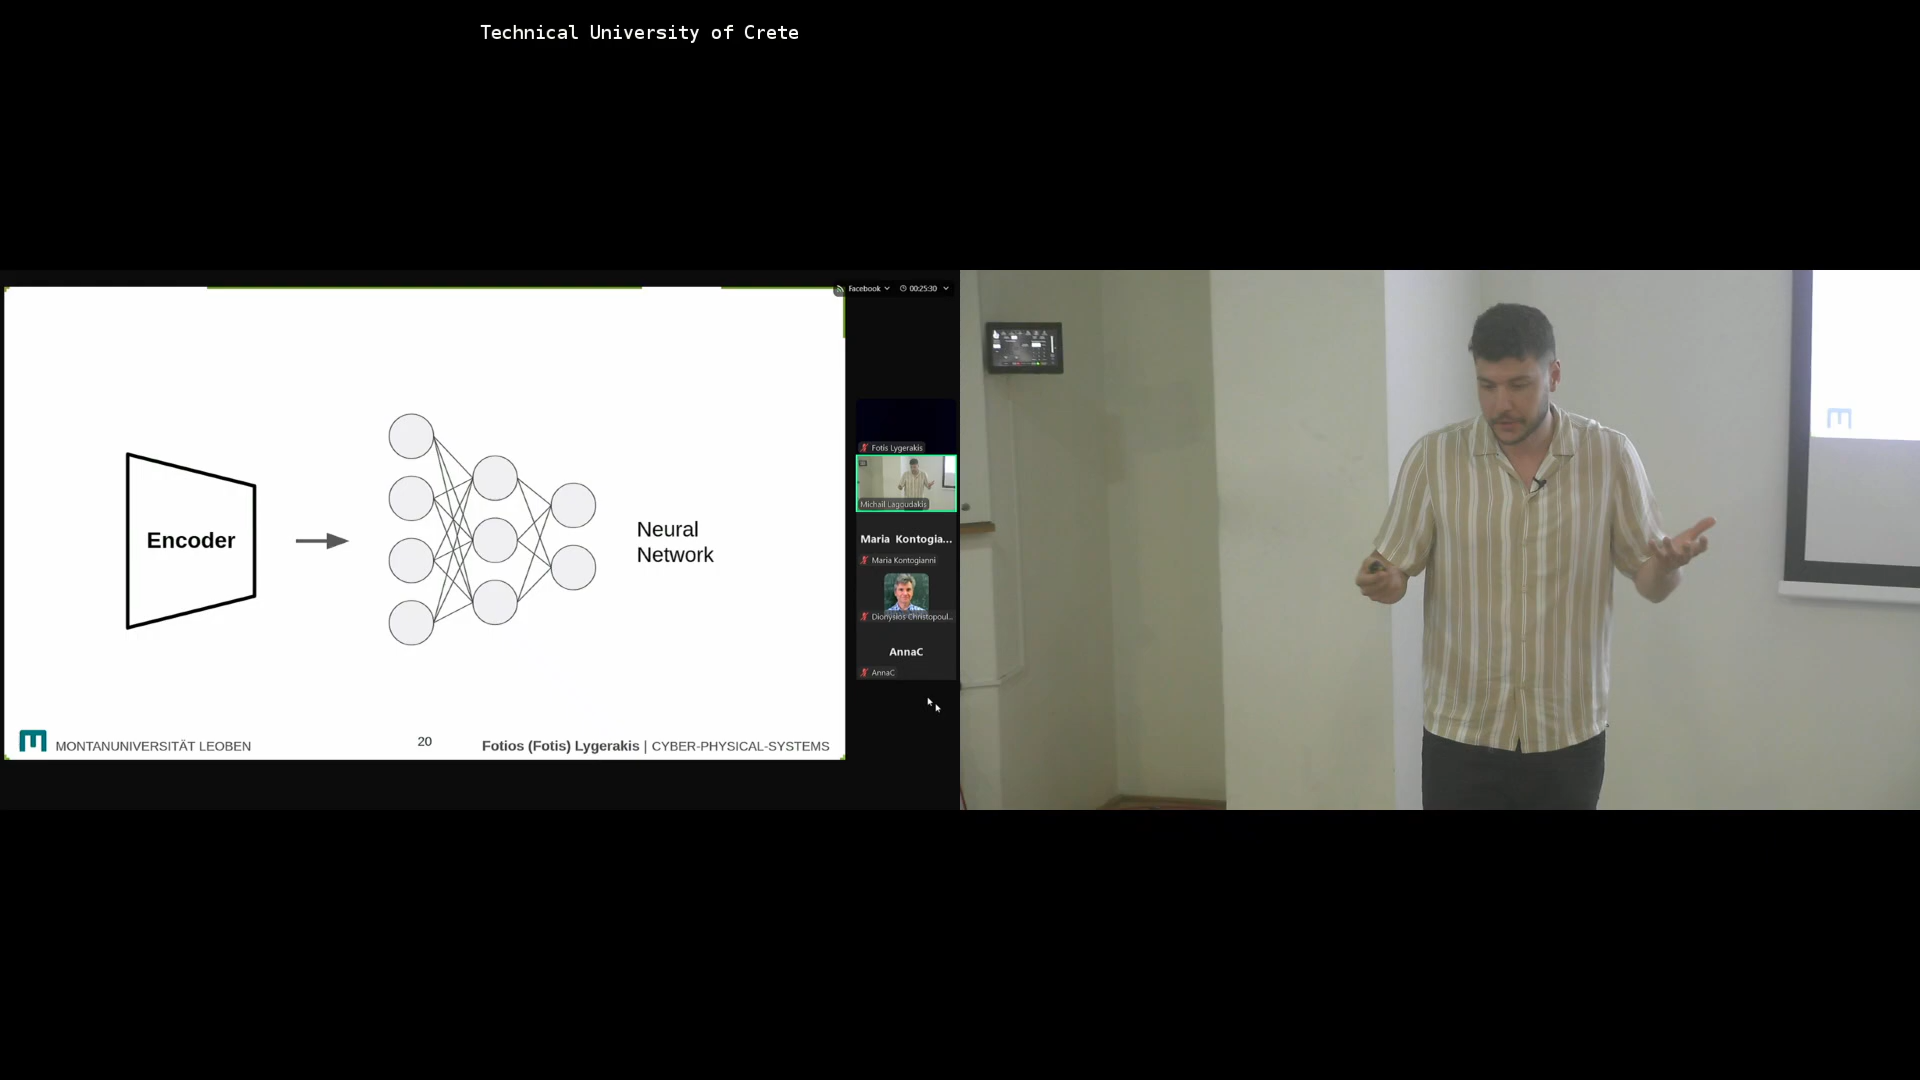 Technical University of Crete
Facebook
00:25:30
Encoder
Neural
Network
MONTANUNIVERSITÄT LEOBEN
20
Fotios (Fotis) Lygerakis | CYBER-PHYSICAL-SYSTEMS
Fotis Lygerakis
Michail Lagoudakis
Maria Kontogia...
Maria Kontogianni
Dionysios Christopoul...
AnnaC
AnnaC